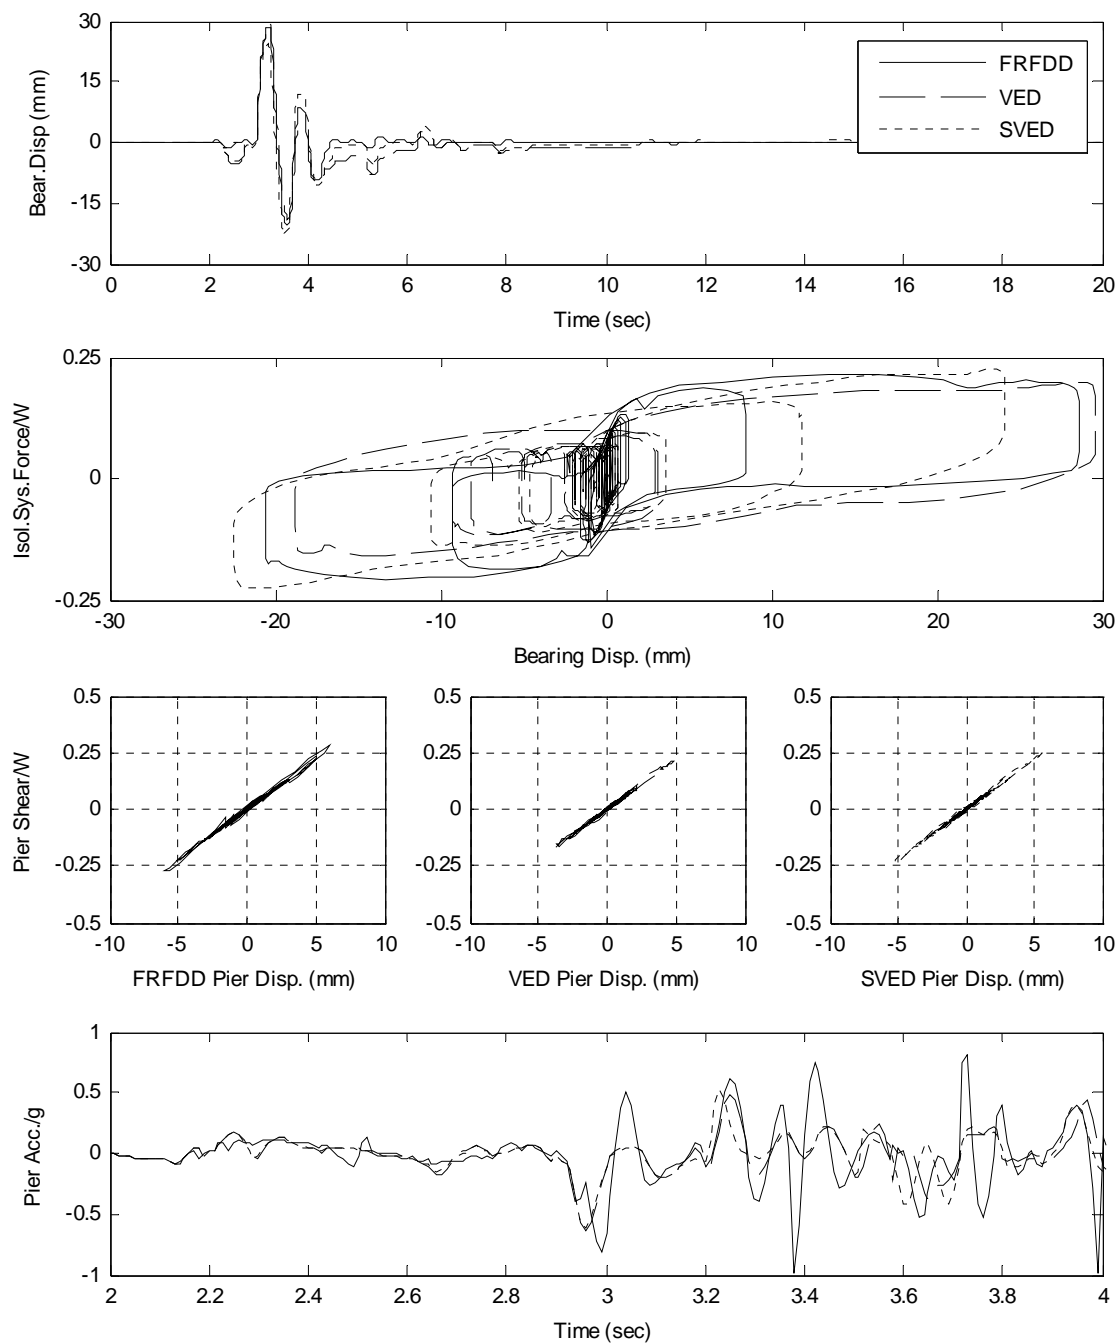 30
15
0
-15
-30
Bear.Disp (mm)
FRFDD
VED
SVED
0 2 4 6 8 10 12 14 16 18 20
Time (sec)
0.25
0
-0.25
Isol.Sys.Force/W
-30 -20 -10 0 10 20 30
Bearing Disp. (mm)
0.5
0.25
0
-0.25
-0.5
Pier Shear/W
-10 -5 0 5 10
FRFDD Pier Disp. (mm)
0.5
0.25
0
-0.25
-0.5
-10 -5 0 5 10
VED Pier Disp. (mm)
0.5
0.25
0
-0.25
-0.5
-10 -5 0 5 10
SVED Pier Disp. (mm)
1
0.5
0
-0.5
-1
Pier Acc./g
2 2.2 2.4 2.6 2.8 3 3.2 3.4 3.6 3.8 4
Time (sec)